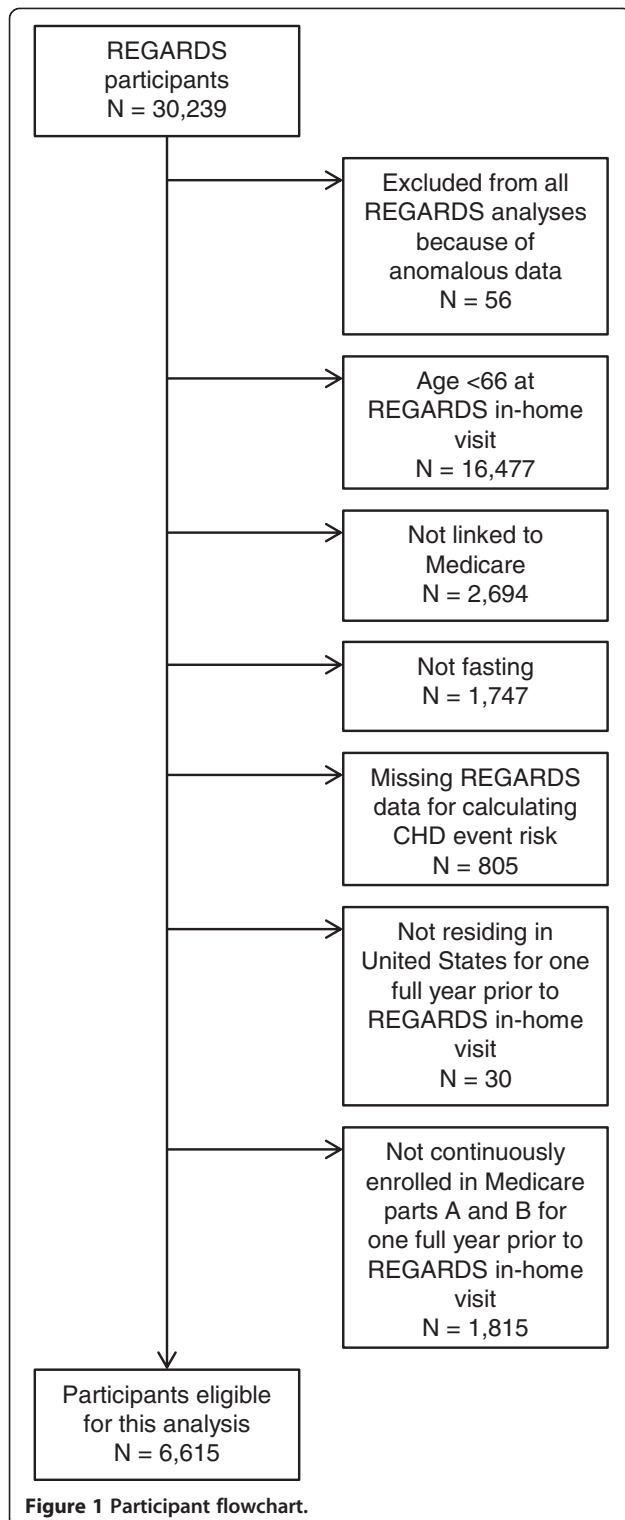 REGARDS
participants
N = 30,239
Excluded from all
REGARDS analyses
because of
anomalous data
N = 56
Age <66 at
REGARDS in-home
visit
N = 16,477
Not linked to
Medicare
N = 2,694
Not fasting
N = 1,747
Missing REGARDS
data for calculating
CHD event risk
N = 805
Not residing in
United States for one
full year prior to
REGARDS in-home
visit
N = 30
Not continuously
enrolled in Medicare
parts A and B for
one full year prior to
REGARDS in-home
visit
N = 1,815
Participants eligible
for this analysis
N = 6,615
Figure 1 Participant flowchart.